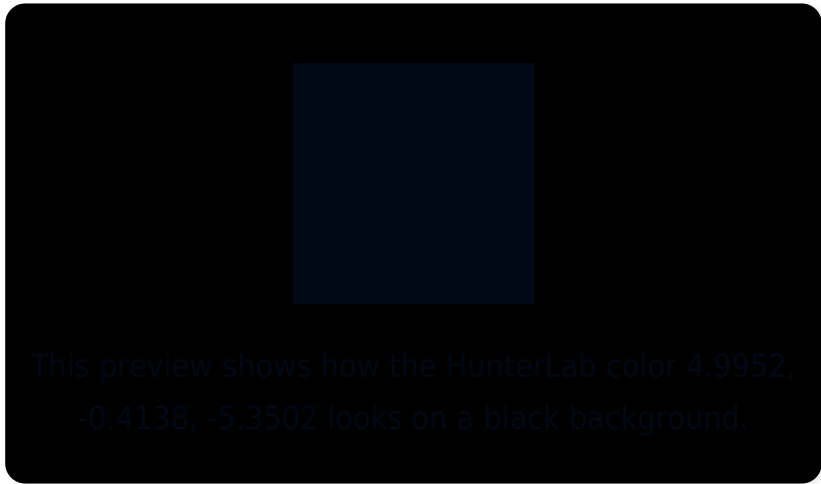 This preview shows how the HunterLab color 4.9952,
-0.4138, -5.3502 looks on a black background.